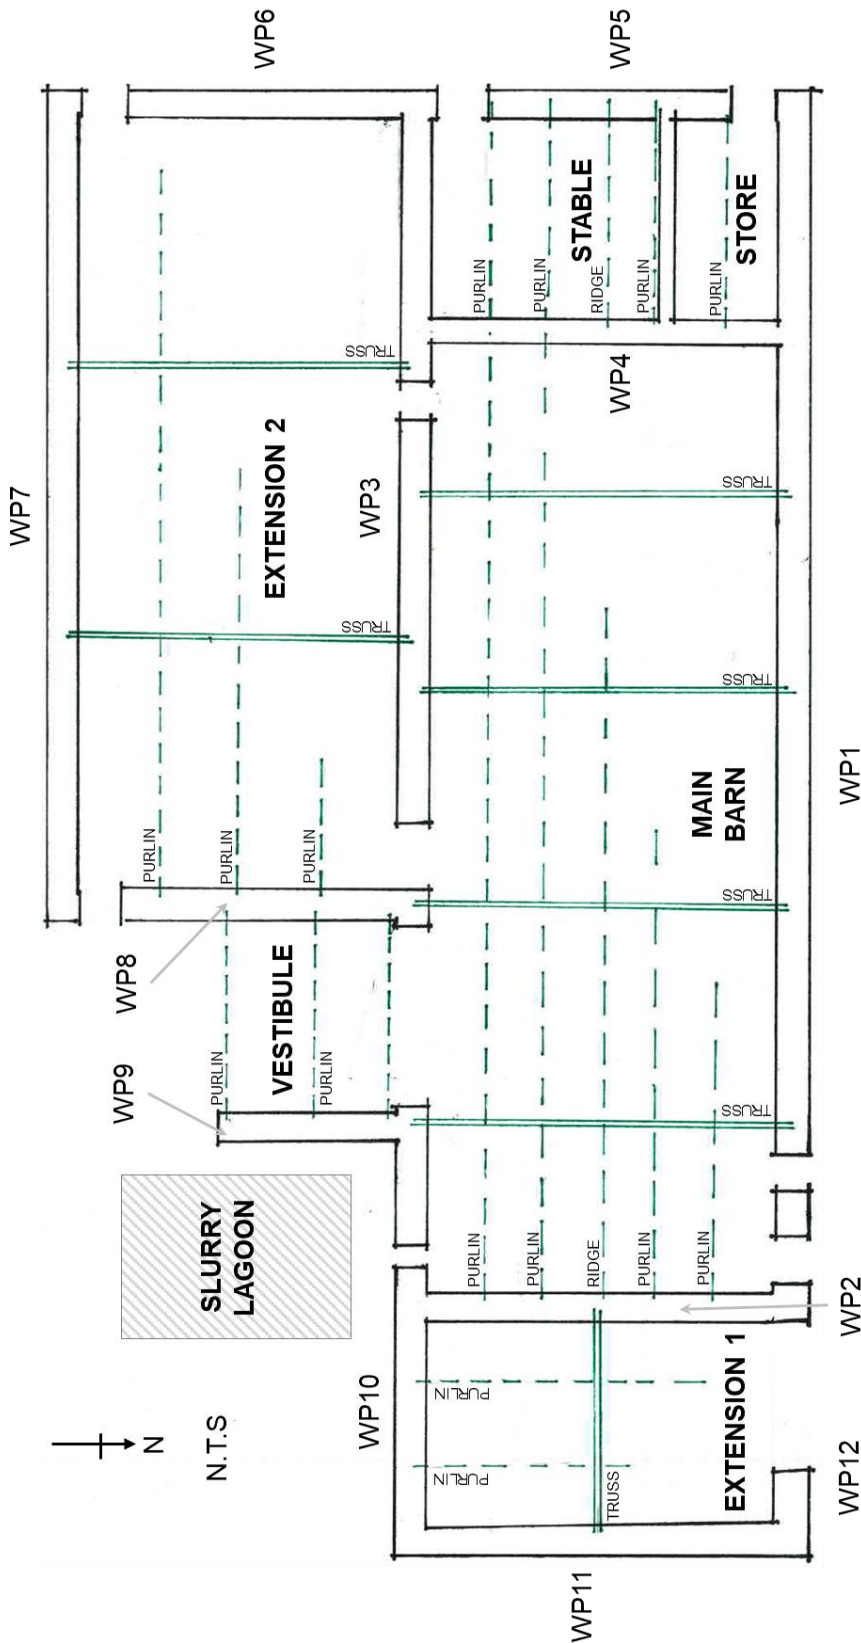 WP6
WP5
WP7
TRUSS
EXTENSION 2
TRUSS
WP3
PURLIN
PURLIN
PURLIN
STABLE
PURLIN
PURLIN
RIDGE
PURLIN
STORE
PURLIN
WP4
TRUSS
TRUSS
MAIN
BARN
WP1
TRUSS
TRUSS
WP8
VESTIBULE
WP9
PURLIN
PURLIN
SLURRY
LAGOON
PURLIN
PURLIN
RIDGE
PURLIN
PURLIN
WP2
N
N.T.S
WP10
PURLIN
PURLIN
TRUSS
EXTENSION 1
WP12
WP11